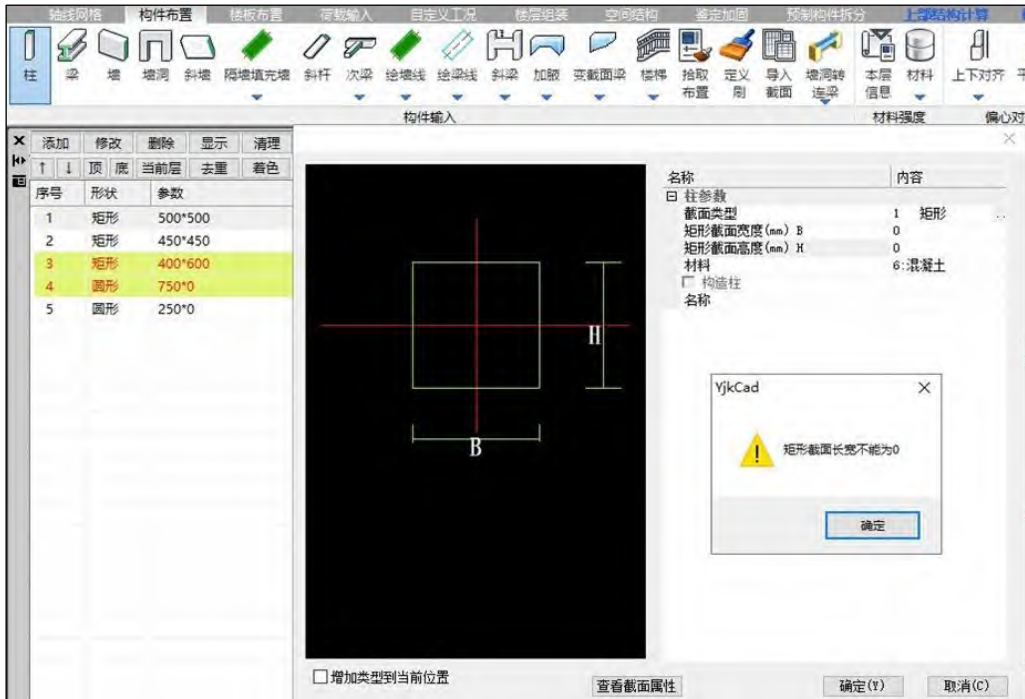 轴线网格 构件布置 楼板布置 荷载输入 自定义工况 楼层组装 空间结构 鉴定加固 预制构件拆分 上部结构计算
柱 梁 墙 墙洞 斜墙 隔墙填充墙 斜杆 次梁 绘墙线 绘梁线 斜梁 加腋 变截面梁 楼梯 拾取布置 定义刷 导入截面 墙洞转连梁 本层信息 材料 上下对齐
构件输入 材料强度 偏心对
添加 修改 删除 显示 清理
↑ ↓ 顶 底 当前层 去重 着色
序号 形状 参数
1 矩形 500*500
2 矩形 450*450
3 矩形 400*600
4 圆形 750*0
5 圆形 250*0
H
B
名称 内容
柱参数
截面类型 1 矩形 ..
矩形截面宽度(mm) B 0
矩形截面高度(mm) H 0
材料 6:混凝土
构造柱
名称
YjkCad
矩形截面长宽不能为0
确定
增加类型到当前位置
查看截面属性 确定(Y) 取消(C)